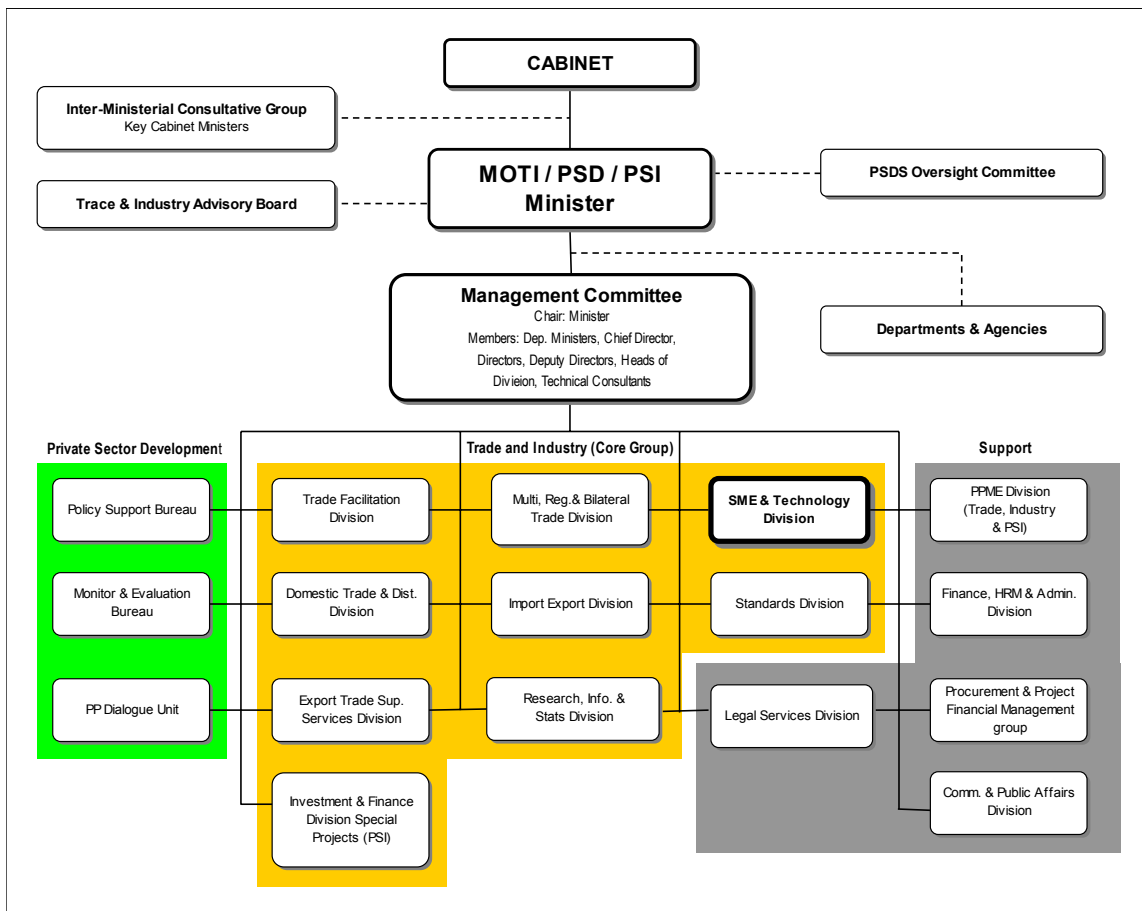 CABINET
Inter-Ministerial Consultative Group
Key Cabinet Ministers
MOTI / PSD / PSI
Minister
PSDS Oversight Committee
Trace & Industry Advisory Board
Management Committee
Chair: Minister
Members: Dep. Ministers, Chief Director,
Directors, Deputy Directors, Heads of
Divieion, Technical Consultants
Departments & Agencies
Private Sector Development
Trade and Industry (Core Group)
Support
Policy Support Bureau
Trade Facilitation
Division
Multi, Reg.& Bilateral
Trade Division
SME & Technology
Division
PPME Division
(Trade, Industry
& PSI)
Monitor & Evaluation
Bureau
Domestic Trade & Dist.
Division
Import Export Division
Standards Division
Finance, HRM & Admin.
Division
PP Dialogue Unit
Export Trade Sup.
Services Division
Research, Info. &
Stats Division
Legal Services Division
Procurement & Project
Financial Management
group
Investment & Finance
Division Special
Projects (PSI)
Comm. & Public Affairs
Division